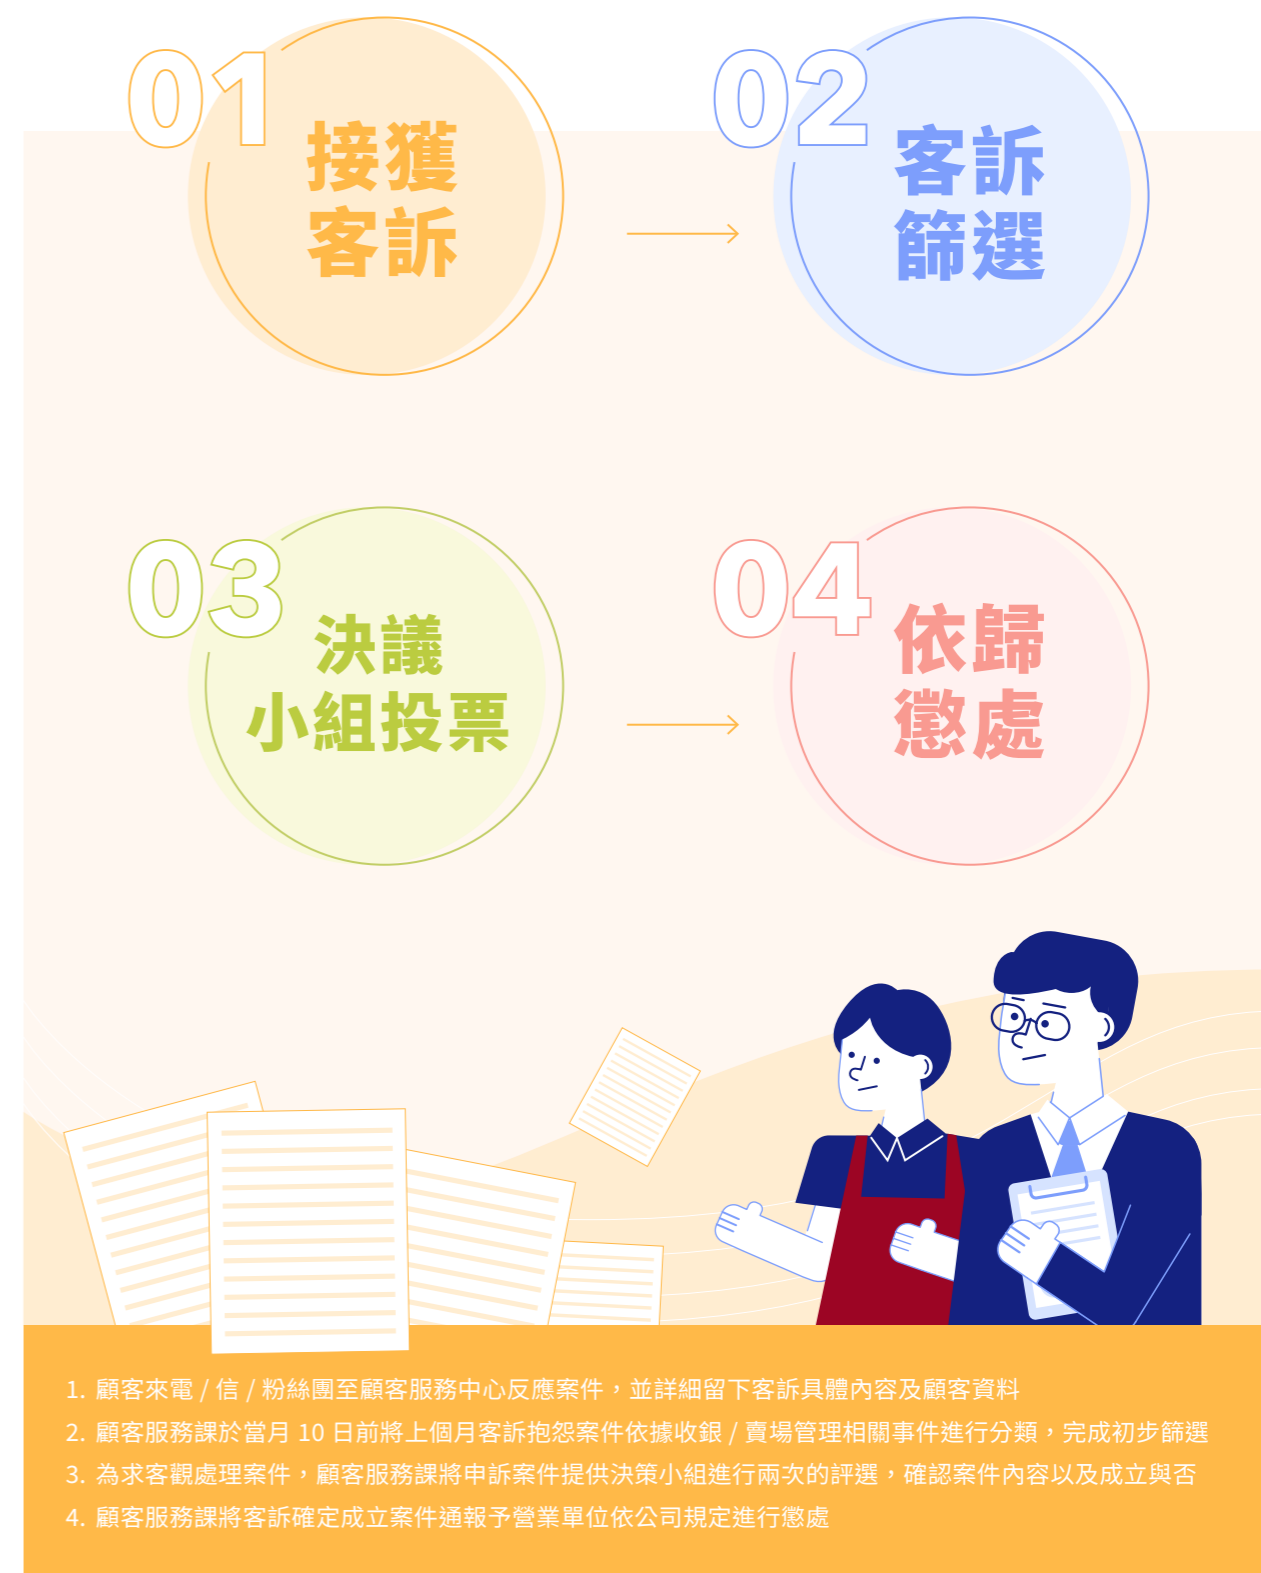 01
接獲
客訴
02
客訴
篩選
03
決議
小組投票
04
依歸
懲處
1. 顧客來電 / 信 / 粉絲團至顧客服務中心反應案件，並詳細留下客訴具體內容及顧客資料
2. 顧客服務課於當月 10 日前將上個月客訴抱怨案件依據收銀 / 賣場管理相關事件進行分類，完成初步篩選
3. 為求客觀處理案件，顧客服務課將申訴案件提供決策小組進行兩次的評選，確認案件內容以及成立與否
4. 顧客服務課將客訴確定成立案件通報予營業單位依公司規定進行懲處